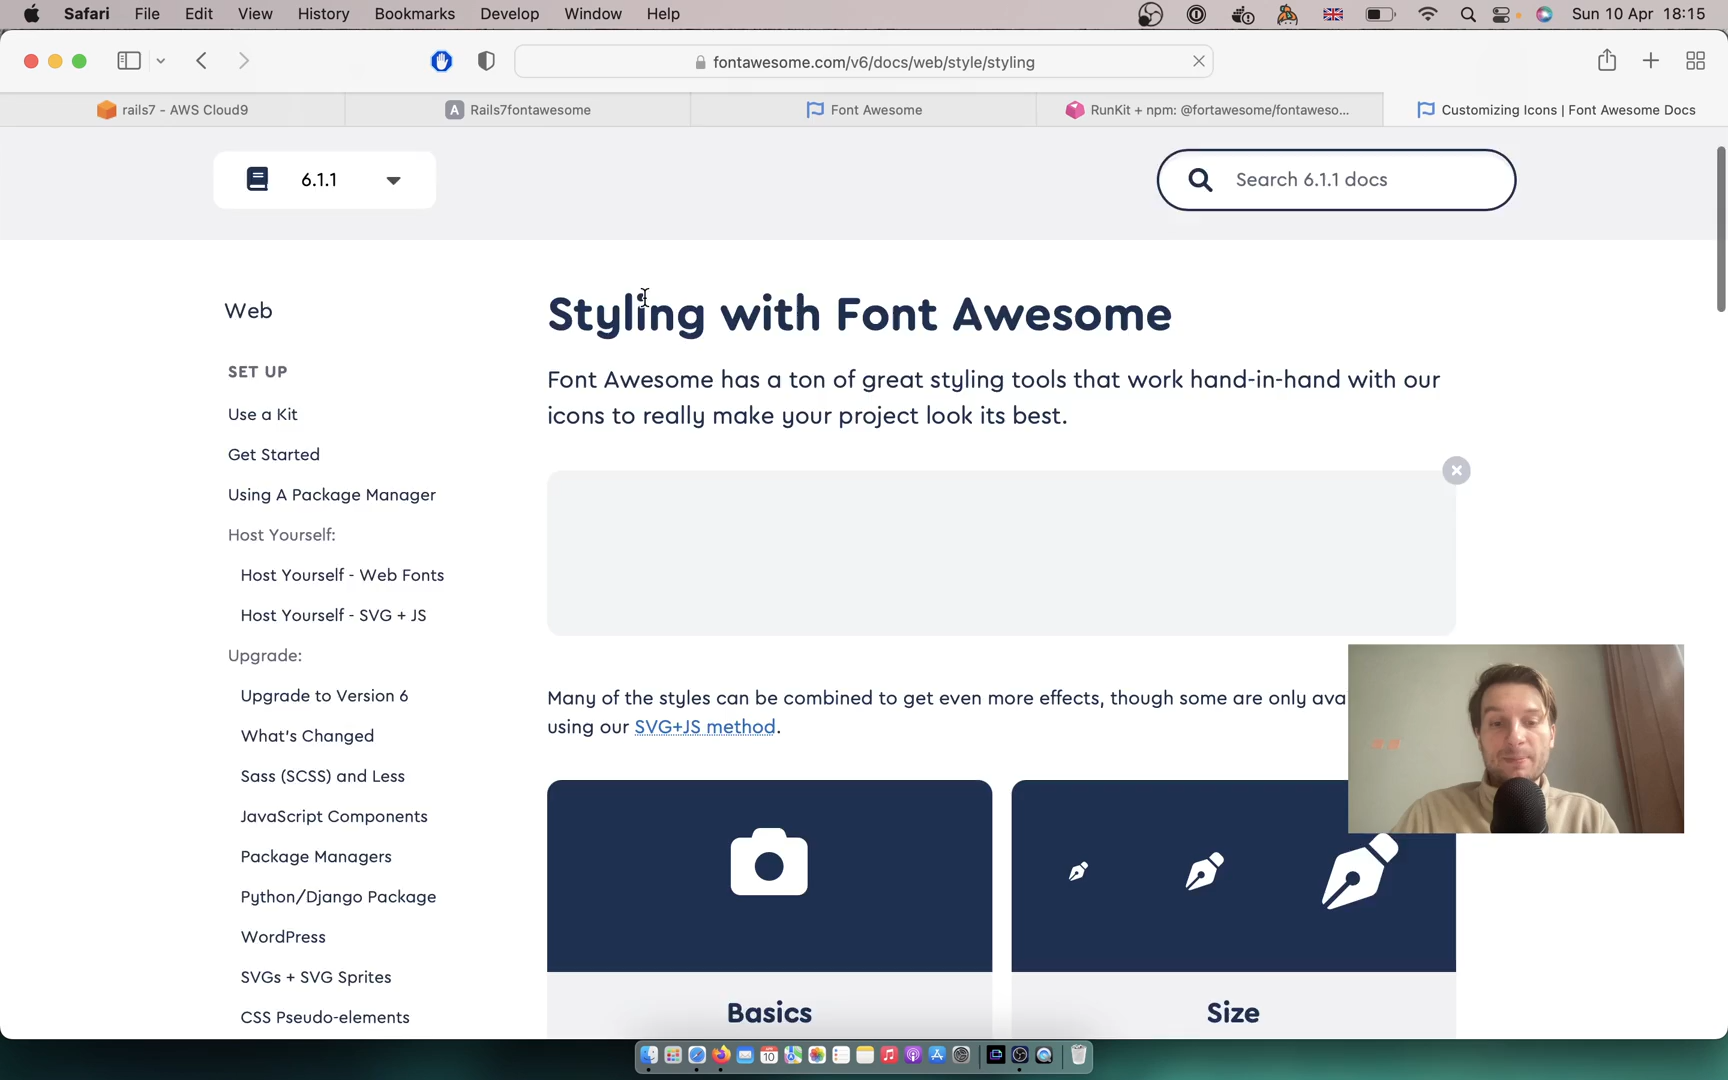 Safari File Edit View History Bookmarks Develop Window Help Sun 10 Apr 18:15
fontawesome.com/v6/docs/web/style/styling
rails7 - AWS Cloud9
A Rails7fontawesome
Font Awesome
RunKit + npm: @fortawesome/fontaweso...
Customizing Icons | Font Awesome Docs
6.1.1
Search 6.1.1 docs
Web
SET UP
Use a Kit
Get Started
Using A Package Manager
Host Yourself:
Host Yourself - Web Fonts
Host Yourself - SVG + JS
Upgrade:
Upgrade to Version 6
What's Changed
Sass (SCSS) and Less
JavaScript Components
Package Managers
Python/Django Package
WordPress
SVGs + SVG Sprites
CSS Pseudo-elements
Styling with Font Awesome
Font Awesome has a ton of great styling tools that work hand-in-hand with our
icons to really make your project look its best.
Many of the styles can be combined to get even more effects, though some are only ava
using our SVG+JS method.
Basics
Size